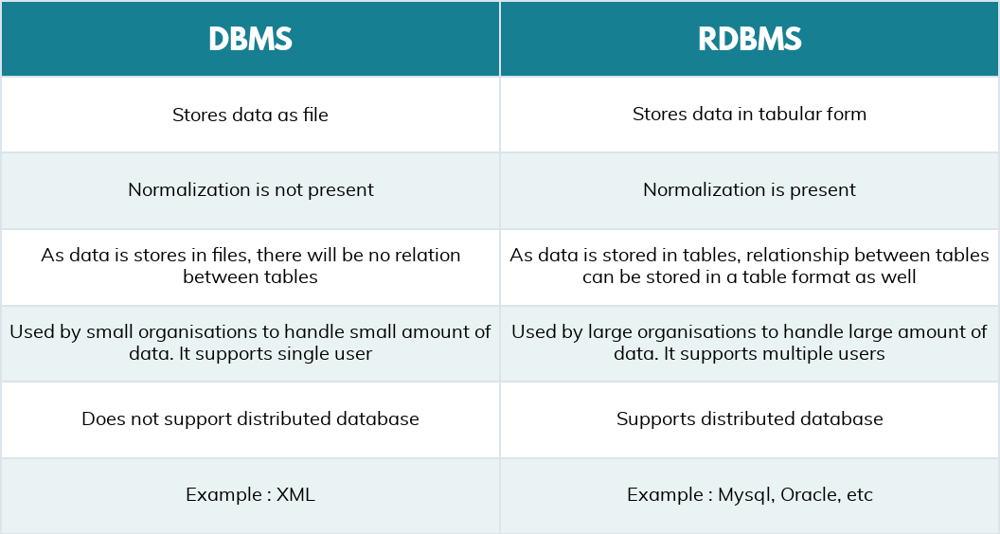 DBMS
RDBMS
Stores data as file
Stores data in tabular form
Normalization is not present
Normalization is present
As data is stores in files, there will be no relation
between tables
As data is stored in tables, relationship between tables
can be stored in a table format as well
Used by small organisations to handle small amount of
data. It supports single user
Used by large organisations to handle large amount of
data. It supports multiple users
Does not support distributed database
Supports distributed database
Example : XML
Example : Mysql, Oracle, etc